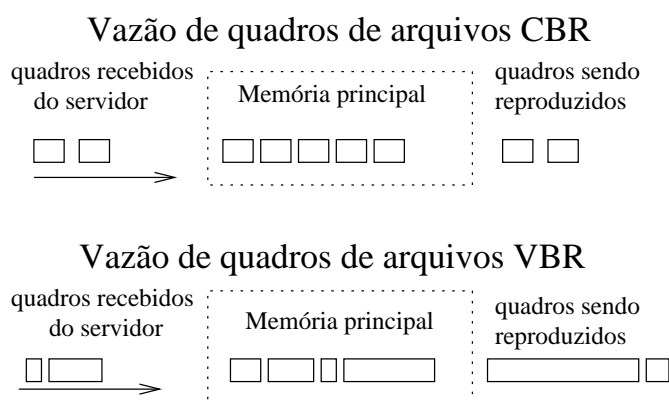 Vazão de quadros de arquivos CBR
quadros recebidos
do servidor
Memória principal
quadros sendo
reproduzidos
Vazão de quadros de arquivos VBR
quadros recebidos
do servidor
Memória principal
quadros sendo
reproduzidos